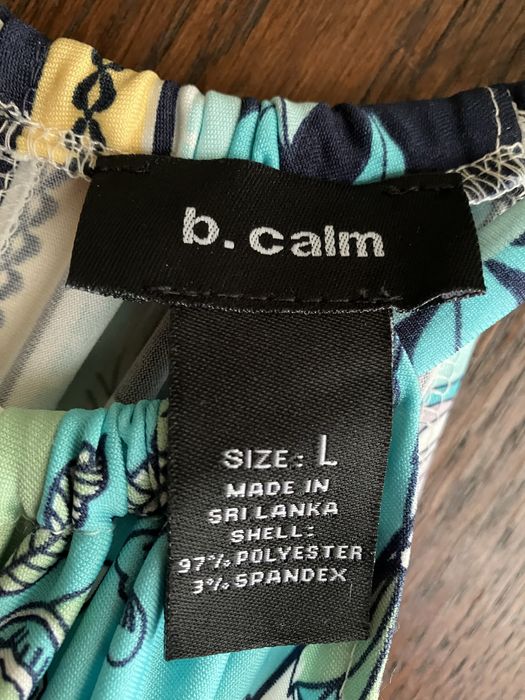 b.calm
SIZE: L
MADE IN
SRI LANKA
SHELL:
97% POLYESTER
3% SPANDEX